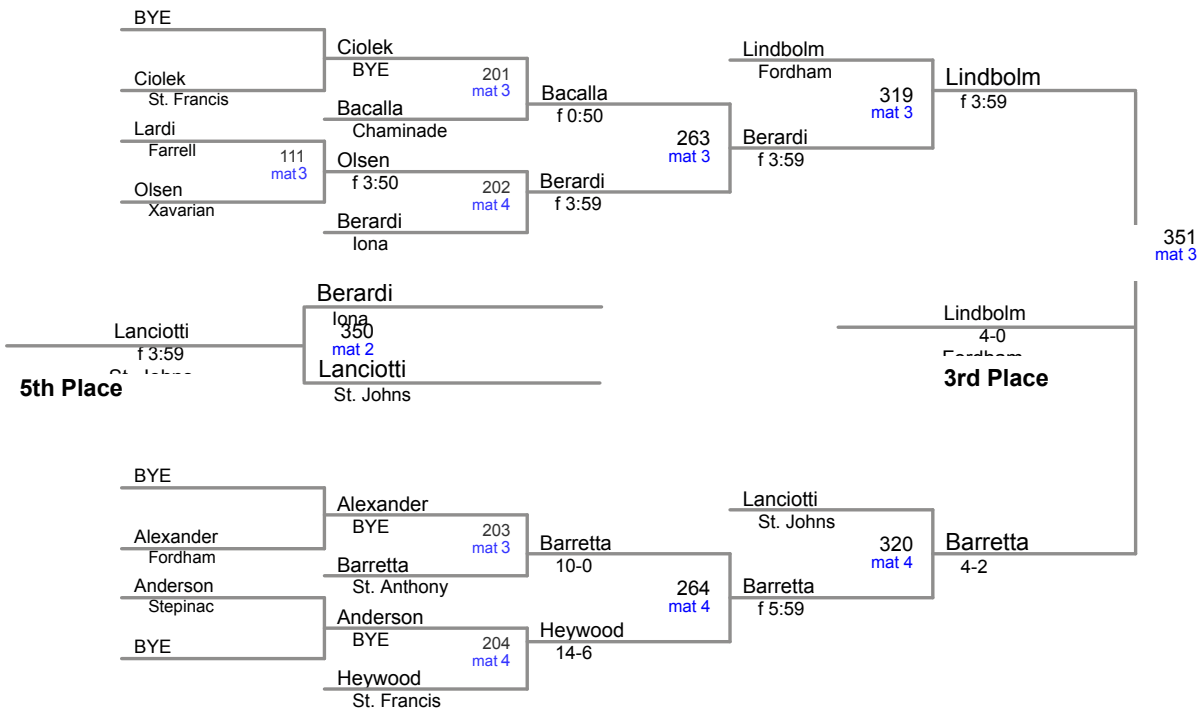 BYE
Ciolek
St. Francis
Lardi
Farrell
111
mat 3
Olsen
Xavarian
Ciolek
BYE
201
mat 3
Bacalla
Chaminade
Olsen
f 3:50
202
mat 4
Berardi
Iona
Bacalla
f 0:50
263
mat 3
Berardi
f 3:59
Lindbolm
Fordham
319
mat 3
Berardi
f 3:59
Lindbolm
f 3:59
351
mat 3
Berardi
Iona
350
mat 2
Lanciotti
St. Johns
Lanciotti
f 3:59
St. Johns
5th Place
Lindbolm
4-0
Fordham
3rd Place
BYE
Alexander
Fordham
Anderson
Stepinac
BYE
Alexander
BYE
203
mat 3
Barretta
St. Anthony
Anderson
BYE
204
mat 4
Heywood
St. Francis
Barretta
10-0
264
mat 4
Heywood
14-6
Lanciotti
St. Johns
320
mat 4
Barretta
f 5:59
Barretta
4-2